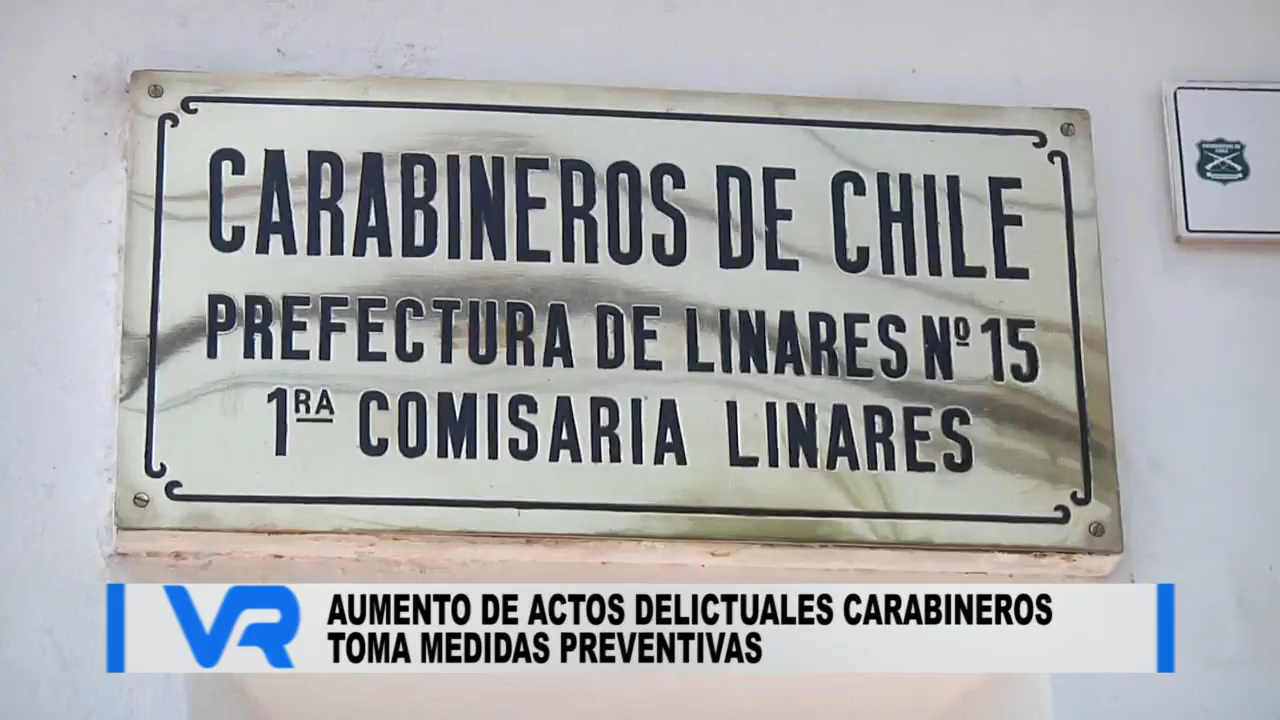 CARABINEROS DE CHILE
PREFECTURA DE LINARES Nº 15
1RA COMISARIA LINARES
VR
AUMENTO DE ACTOS DELICTUALES CARABINEROS
TOMA MEDIDAS PREVENTIVAS